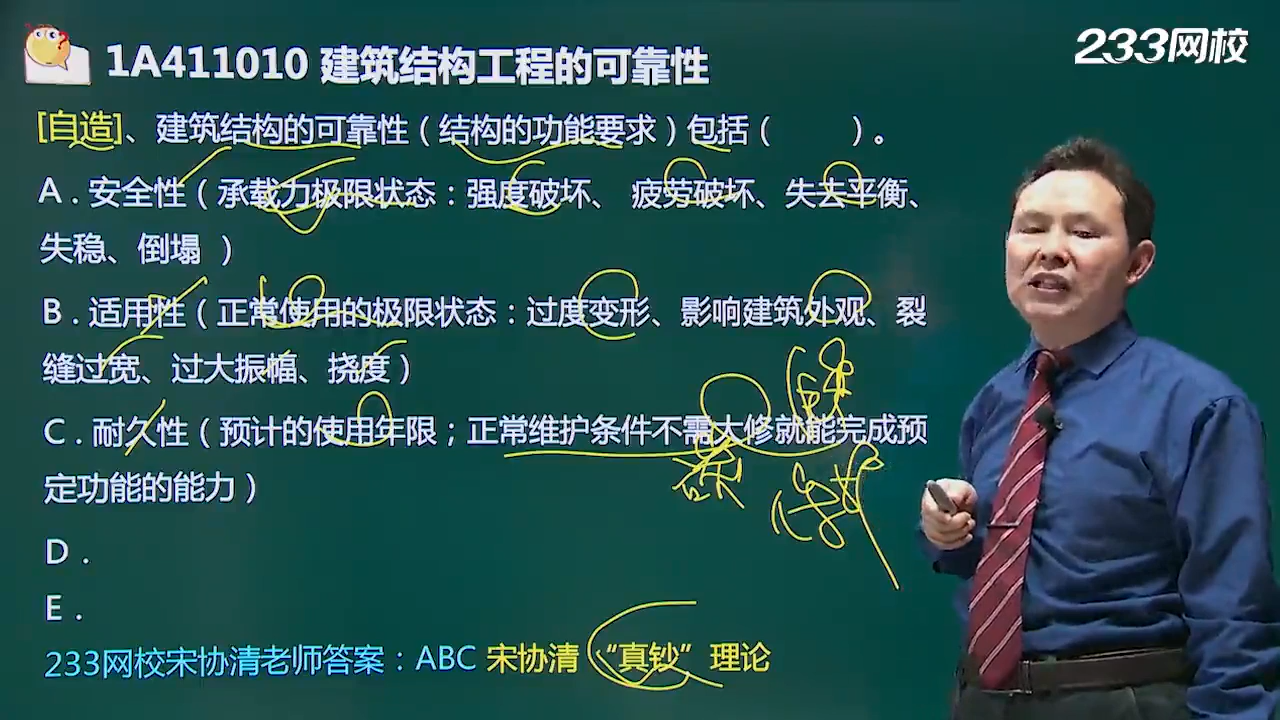 233网校
1A411010 建筑结构工程的可靠性
[自造]、建筑结构的可靠性（结构的功能要求）包括（　　）。
A．安全性（承载力极限状态：强度破坏、 疲劳破坏、失去平衡、
失稳、倒塌 ）
B．适用性（正常使用的极限状态：过度变形、影响建筑外观、裂
缝过宽、过大振幅、挠度）
C．耐久性（预计的使用年限；正常维护条件不需大修就能完成预
定功能的能力）
D．
E．
233网校宋协清老师答案：ABC 宋协清 “真钞”理论